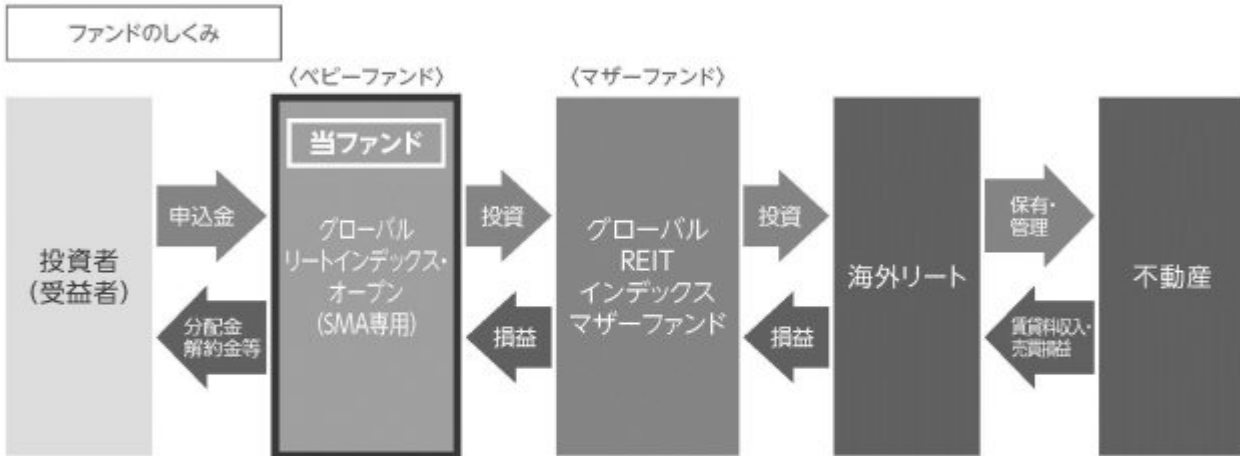 ファンドのしくみ
〈ベビーファンド〉
〈マザーファンド〉
投資者
(受益者)
申込金
分配金
解約金等
当ファンド
グローバル
リートインデックス・
オープン
(SMA専用)
投資
損益
グローバル
REIT
インデックス
マザーファンド
投資
損益
海外リート
保有・
管理
賃貸料収入・
売買損益
不動産